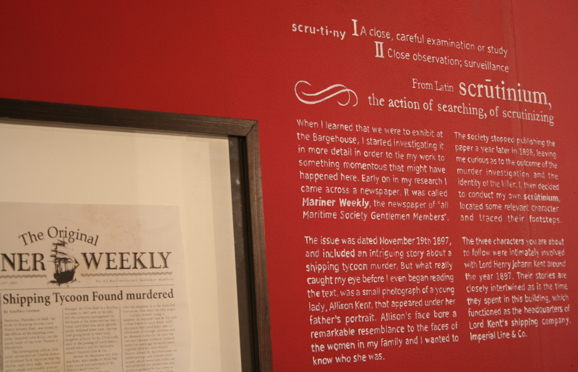 scru·ti·ny I A close, careful examination or study
II Close observation; surveillance
From Latin scrūtinium,
the action of searching, of scrutinizing
When I learned that we were to exhibit at
the Bargehouse, I started investigating it
in more detail in order to tie my work to
something momentous that might have
happened here. Early on in my research I
came across a newspaper. It was called
Mariner Weekly, the newspaper of "all
Maritime Society Gentlemen Members".
The issue was dated November 19th 1897,
and included an intriguing story about a
shipping tycoon murder. But what really
caught my eye before I even began reading
the text, was a small photograph of a young
lady, Allison Kent, that appeared under her
father's portrait. Allison's face bore a
remarkable resemblance to the faces of
the women in my family and I wanted to
know who she was.
The society stopped publishing the
paper a year later in 1898, leaving
me curious as to the outcome of the
murder investigation and the
identity of the killer. I, then decided
to conduct my own scrūtinium,
located some relevant character
and traced their footsteps.
The three characters you are about
to follow were intimately involved
with Lord Henry Johann Kent around
the year 1897. Their stories are
closely intertwined as is the time
they spent in this building, which
functioned as the headquarters of
Lord Kent's shipping company,
Imperial Line & Co.
The Original
NER WEEKLY
Shipping Tycoon Found murdered